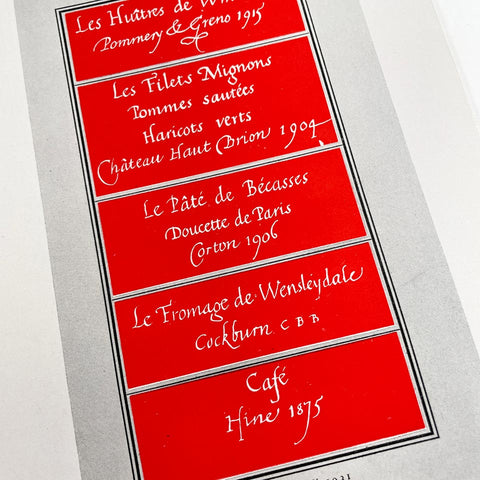 Les Huîtres de
Pommery & Greno 1915
Les Filets Mignons
Pommes sautées
Haricots verts
Château Haut Brion 1904
Le Pâté de Bécasses
Doucette de Paris
Corton 1906
Le Fromage de Wensleydale
Cockburn C B B
Café
Hine 1875